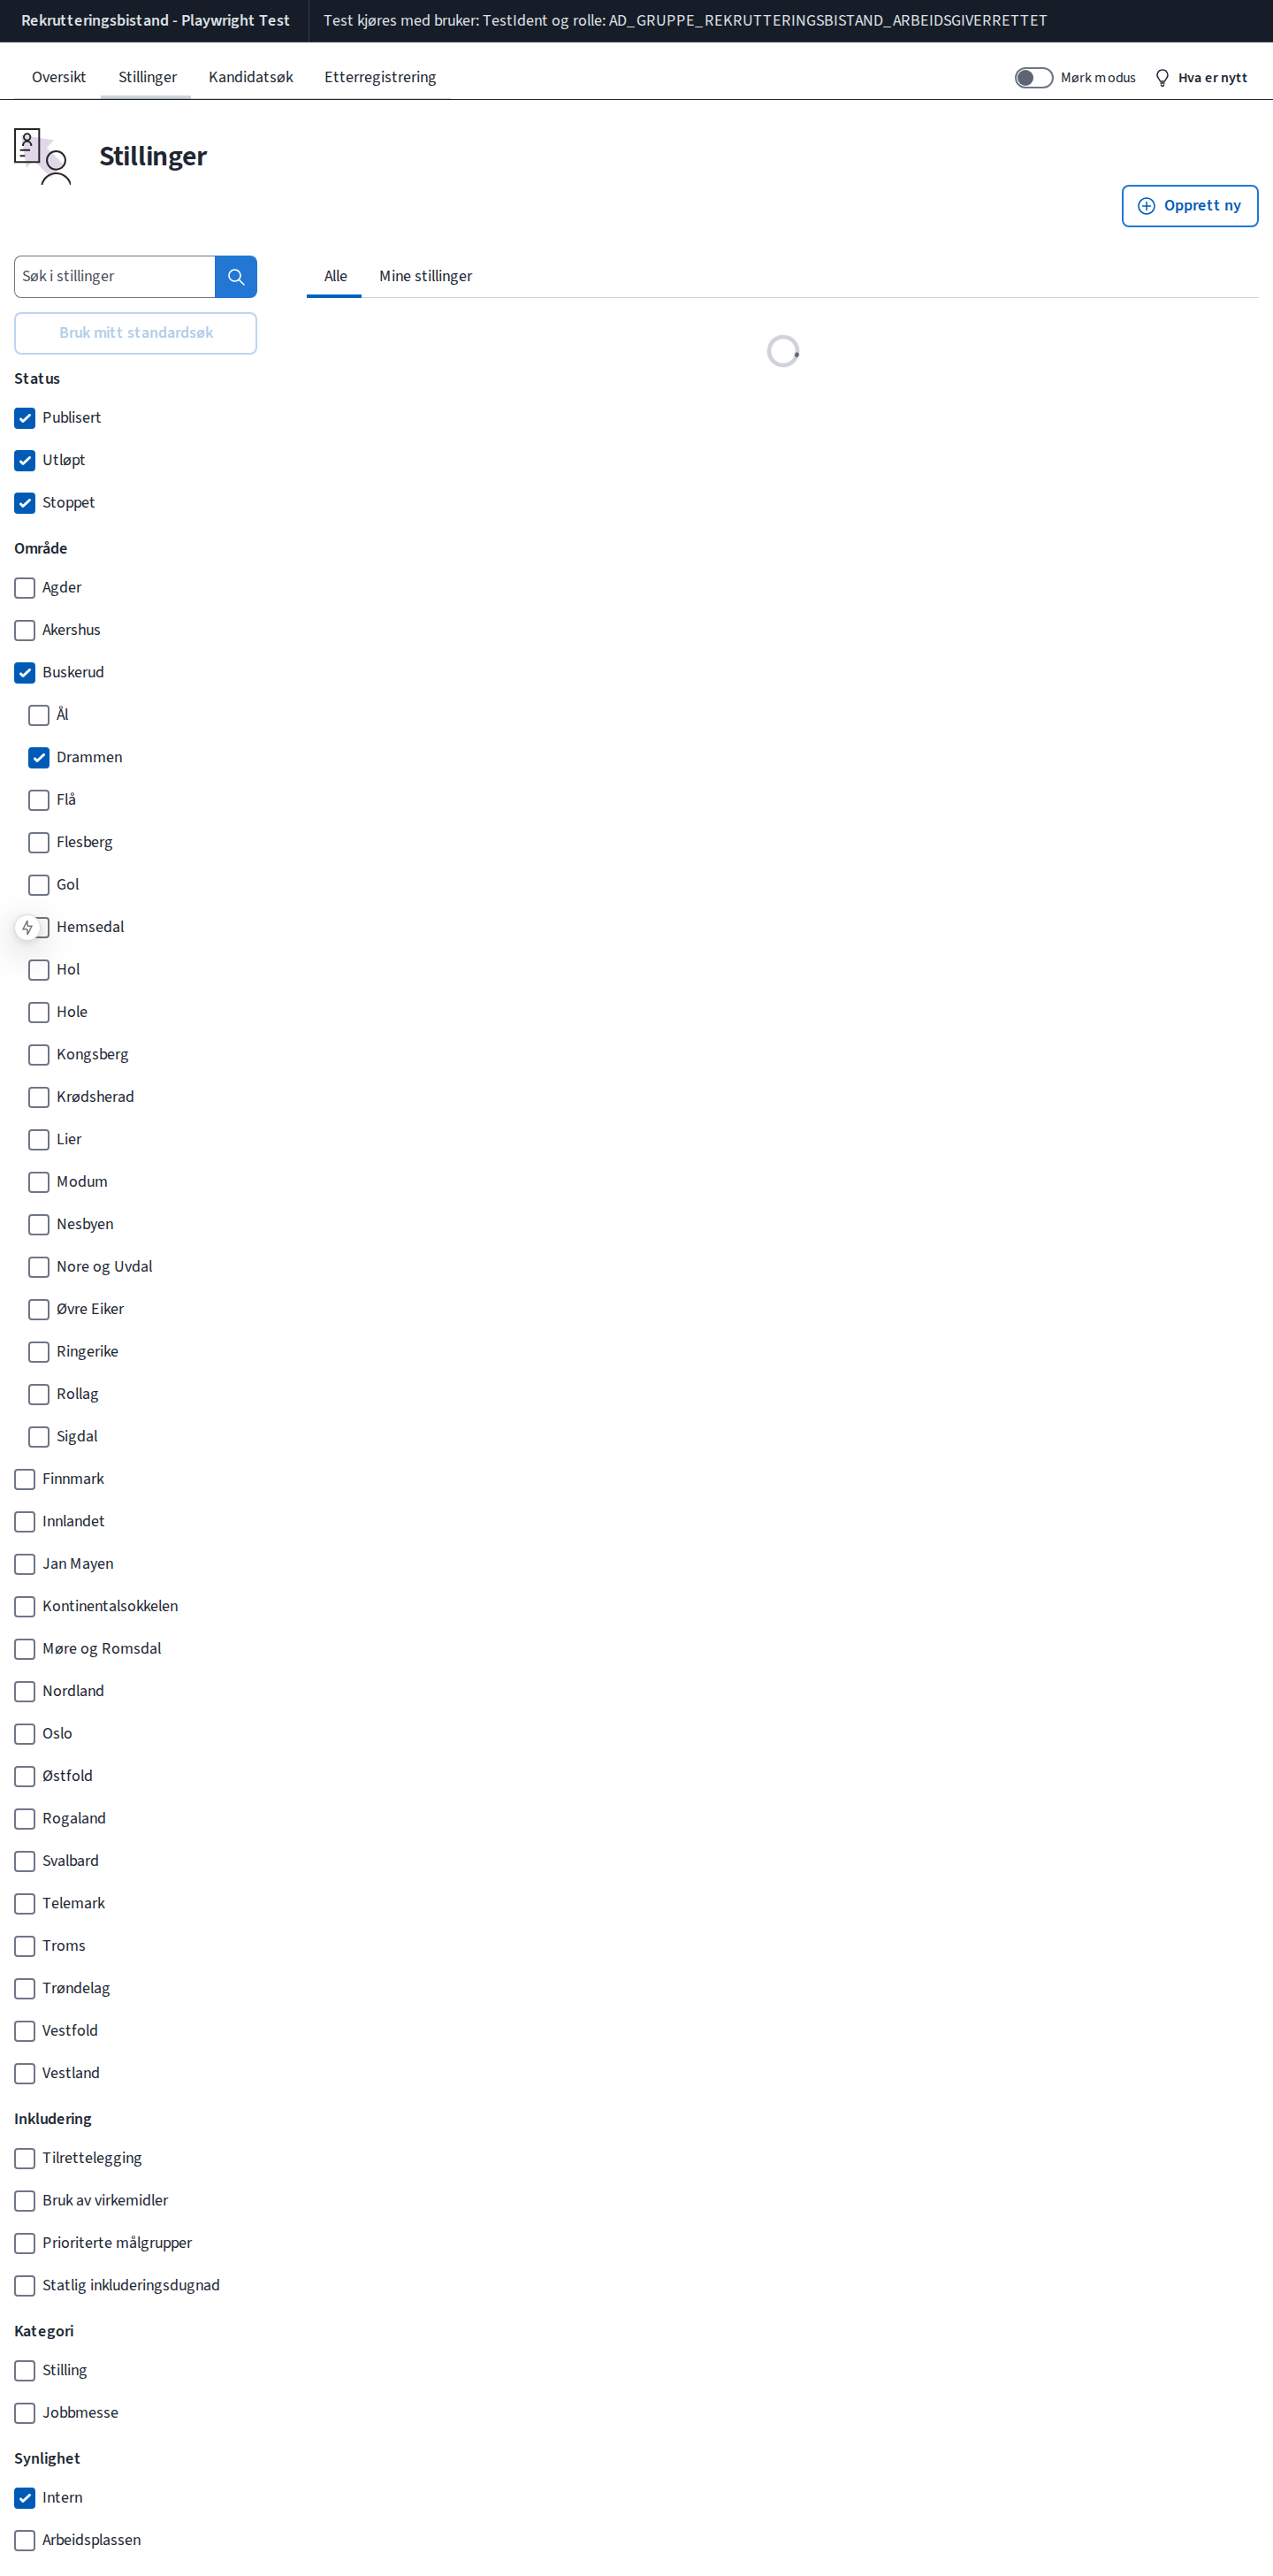 Rekrutteringsbistand - Playwright Test
Test kjøres med bruker: TestIdent og rolle: AD_GRUPPE_REKRUTTERINGSBISTAND_ARBEIDSGIVERRETTET
Oversikt
Stillinger
Kandidatsøk
Etterregistrering
Mørk modus
Hva er nytt
Stillinger
Opprett ny
Søk i stillinger
Alle
Mine stillinger
Bruk mitt standardsøk
Status
Publisert
Utløpt
Stoppet
Område
Agder
Akershus
Buskerud
Ål
Drammen
Flå
Flesberg
Gol
Hemsedal
Hol
Hole
Kongsberg
Krødsherad
Lier
Modum
Nesbyen
Nore og Uvdal
Øvre Eiker
Ringerike
Rollag
Sigdal
Finnmark
Innlandet
Jan Mayen
Kontinentalsokkelen
Møre og Romsdal
Nordland
Oslo
Østfold
Rogaland
Svalbard
Telemark
Troms
Trøndelag
Vestfold
Vestland
Inkludering
Tilrettelegging
Bruk av virkemidler
Prioriterte målgrupper
Statlig inkluderingsdugnad
Kategori
Stilling
Jobbmesse
Synlighet
Intern
Arbeidsplassen